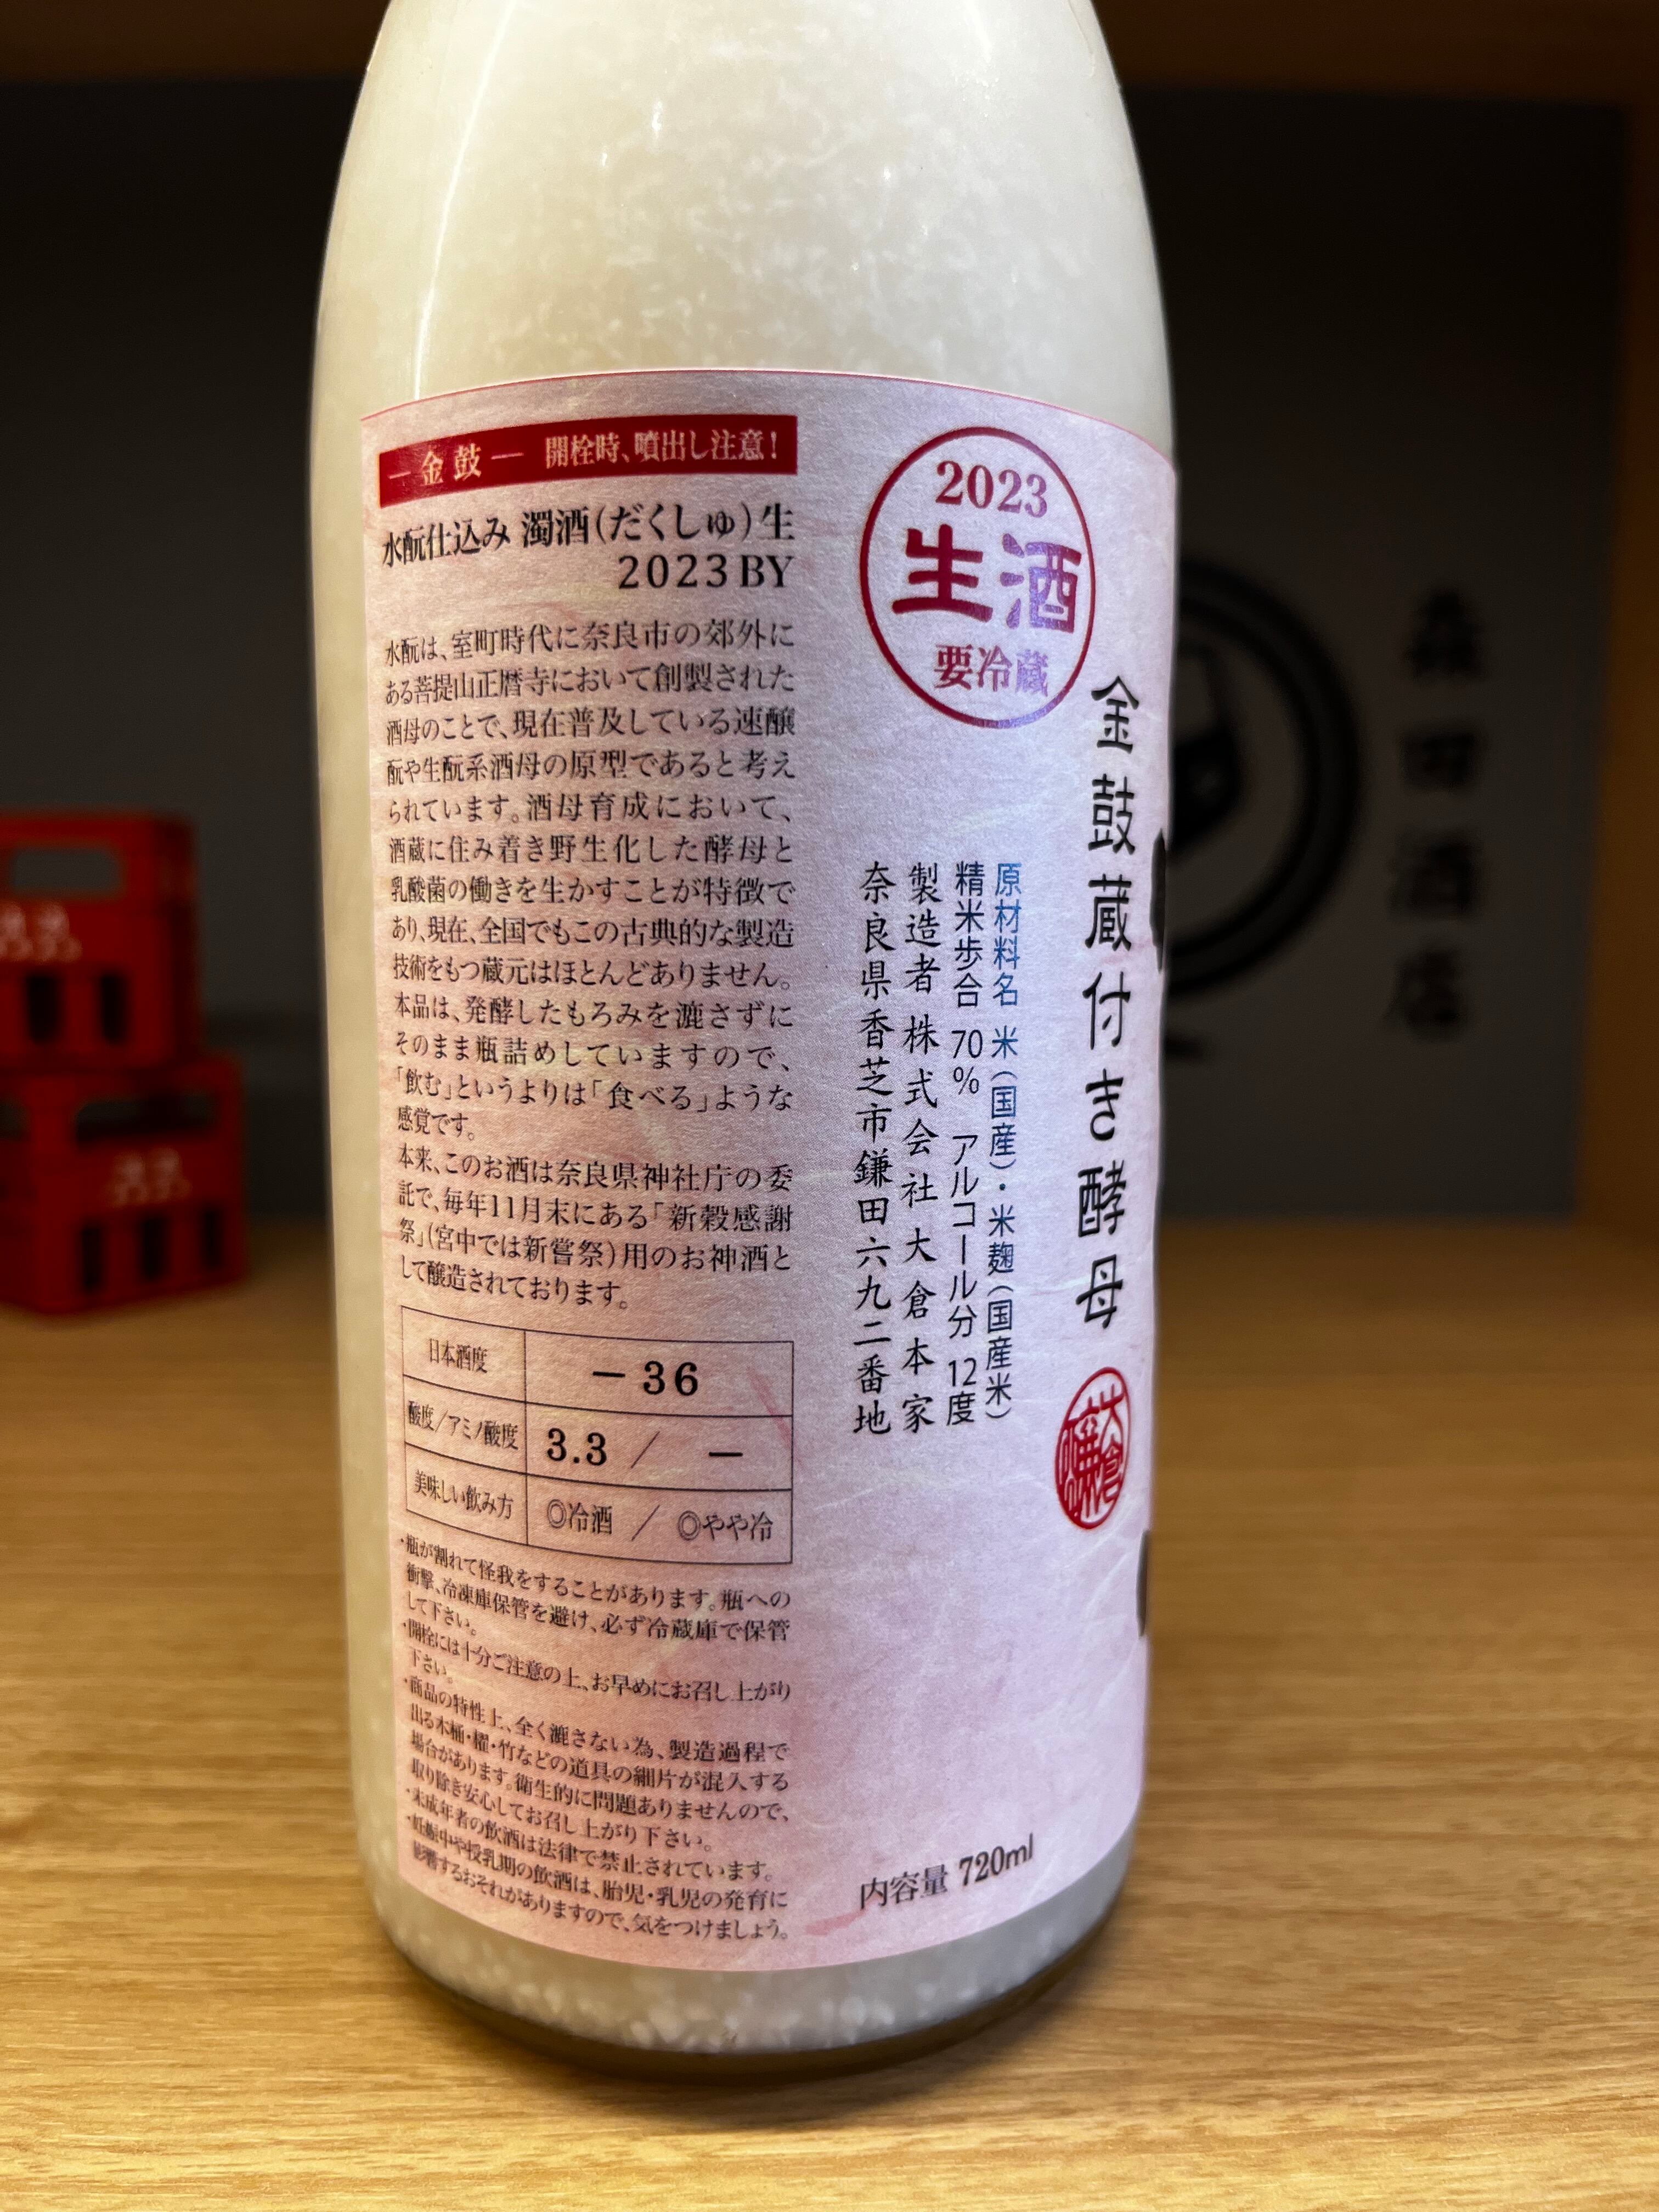 ― 金鼓 ― 開栓時、噴出し注意！
水酛仕込み 濁酒（だくしゅ）生
2023BY
水酛は、室町時代に奈良市の郊外に
ある菩提山正暦寺において創製された
酒母のことで、現在普及している速醸
酛や生酛系酒母の原型であると考え
られています。酒母育成において、
酒蔵に住み着き野生化した酵母と
乳酸菌の働きを生かすことが特徴で
あり、現在、全国でもこの古典的な製造
技術をもつ蔵元はほとんどありません。
本品は、発酵したもろみを漉さずに
そのまま瓶詰めしていますので、
「飲む」というよりは「食べる」ような
感覚です。
本来、このお酒は奈良県神社庁の委
託で、毎年11月末にある「新穀感謝
祭」（宮中では新嘗祭）用のお神酒と
して醸造されております。
日本酒度 －36
酸度／アミノ酸度 3.3 ／ ―
美味しい飲み方 ◎冷酒 ／ ◎やや冷
・瓶が割れて怪我をすることがあります。瓶への
衝撃、冷凍庫保管を避け、必ず冷蔵庫で保管
して下さい。
・開栓には十分ご注意の上、お早めにお召し上がり
下さい。
・商品の特性上、全く漉さない為、製造過程で
出る木桶・櫂・竹などの道具の細片が混入する
場合があります。衛生的に問題ありませんので、
取り除き安心してお召し上がり下さい。
・未成年者の飲酒は法律で禁止されています。
・妊娠中や授乳期の飲酒は、胎児・乳児の発育に
影響するおそれがありますので、気をつけましょう。
2023
生酒
要冷蔵
金鼓蔵付き酵母
原材料名 米（国産）・米麹（国産米）
精米歩合 70% アルコール分 12度
製造者 株式会社大倉本家
奈良県香芝市鎌田六九二番地
内容量 720ml
森田酒店